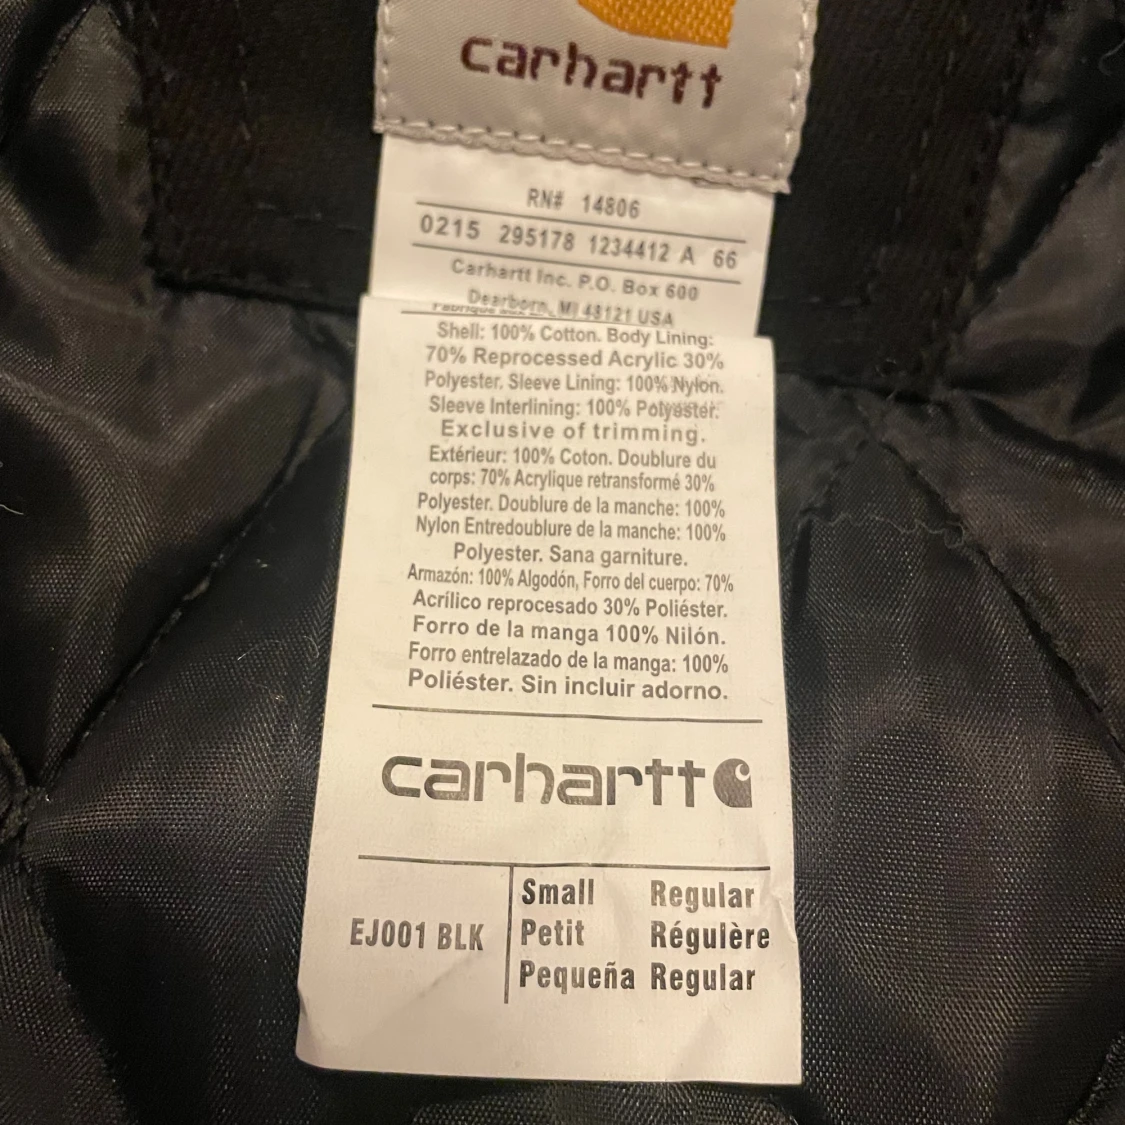 carhartt
RN# 14806
0215 295178 1234412 A 66
Carhartt Inc. P.O. Box 600
Dearborn, MI 48121 USA
Shell: 100% Cotton. Body Lining:
70% Reprocessed Acrylic 30%
Polyester. Sleeve Lining: 100% Nylon.
Sleeve Interlining: 100% Polyester.
Exclusive of trimming.
Extérieur: 100% Coton. Doublure du
corps: 70% Acrylique retransformé 30%
Polyester. Doublure de la manche: 100%
Nylon Entredoublure de la manche: 100%
Polyester. Sana garniture.
Armazón: 100% Algodón, Forro del cuerpo: 70%
Acrílico reprocesado 30% Poliéster.
Forro de la manga 100% Nilón.
Forro entrelazado de la manga: 100%
Poliéster. Sin incluir adorno.
carhartt
EJ001 BLK
Small Regular
Petit Régulère
Pequeña Regular